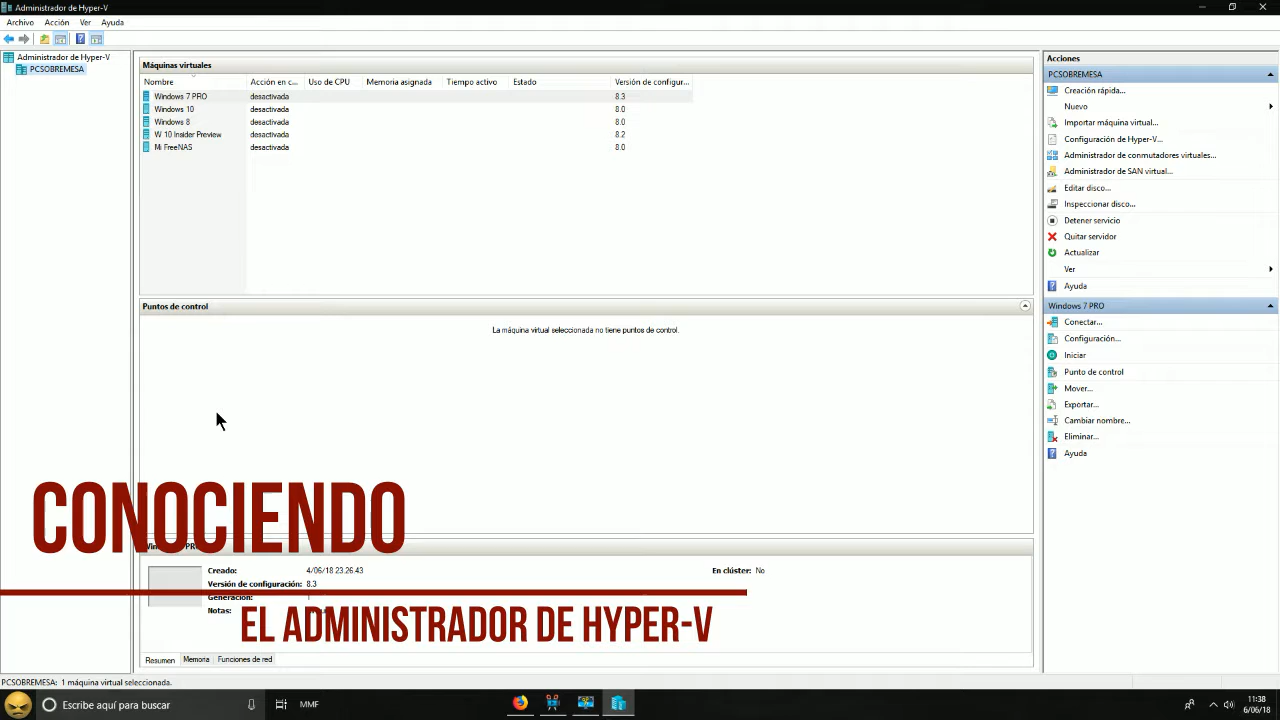 Administrador de Hyper-V
Archivo Acción Ver Ayuda
Administrador de Hyper-V
PCSOBREMESA
Máquinas virtuales
Nombre Acción en c... Uso de CPU Memoria asignada Tiempo activo Estado Versión de configur...
Windows 7 PRO desactivada 8.3
Windows 10 desactivada 8.0
Windows 8 desactivada 8.0
W 10 Insider Preview desactivada 8.2
Mi FreeNAS desactivada 8.0
Puntos de control
La máquina virtual seleccionada no tiene puntos de control.
CONOCIENDO
EL ADMINISTRADOR DE HYPER-V
Creado: 4/06/18 23.26.43 En clúster: No
Versión de configuración: 8.3
Generación: 1
Notas:
Resumen Memoria Funciones de red
Acciones
PCSOBREMESA
Creación rápida...
Nuevo
Importar máquina virtual...
Configuración de Hyper-V...
Administrador de conmutadores virtuales...
Administrador de SAN virtual...
Editar disco...
Inspeccionar disco...
Detener servicio
Quitar servidor
Actualizar
Ver
Ayuda
Windows 7 PRO
Conectar...
Configuración...
Iniciar
Punto de control
Mover...
Exportar...
Cambiar nombre...
Eliminar...
Ayuda
PCSOBREMESA: 1 máquina virtual seleccionada.
Escribe aquí para buscar MMF
11:38
6/06/18